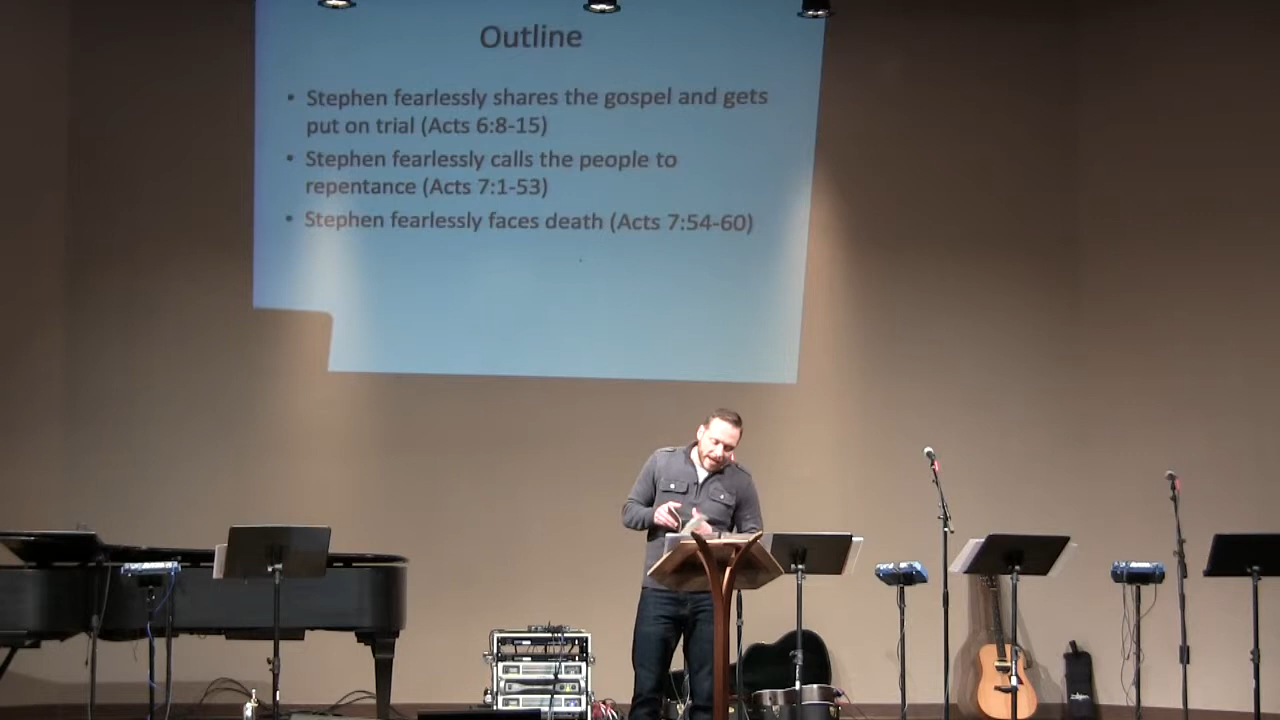 Outline
• Stephen fearlessly shares the gospel and gets
put on trial (Acts 6:8-15)
• Stephen fearlessly calls the people to
repentance (Acts 7:1-53)
• Stephen fearlessly faces death (Acts 7:54-60)